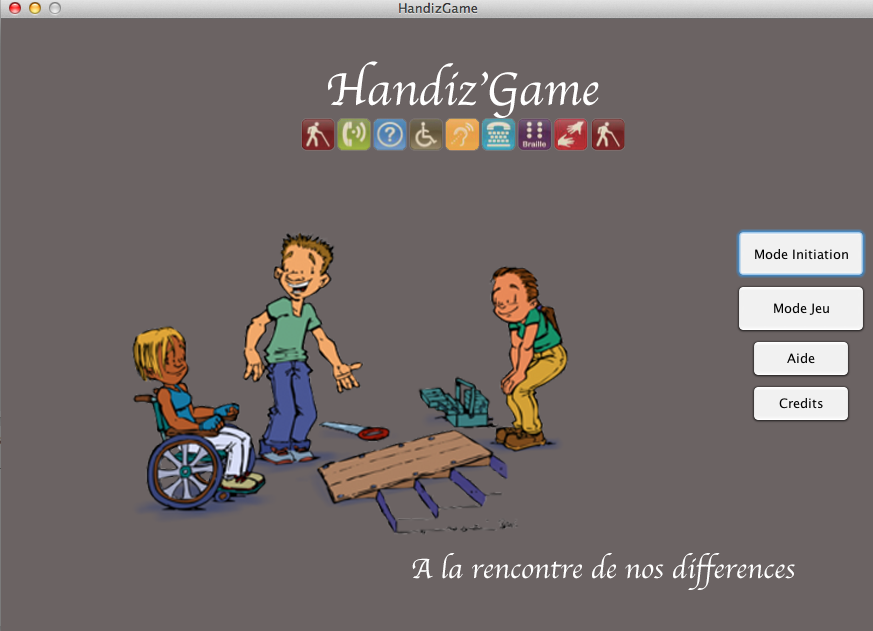 HandizGame
Handiz'Game
?
Braille
Mode Initiation
Mode Jeu
Aide
Credits
A la rencontre de nos differences